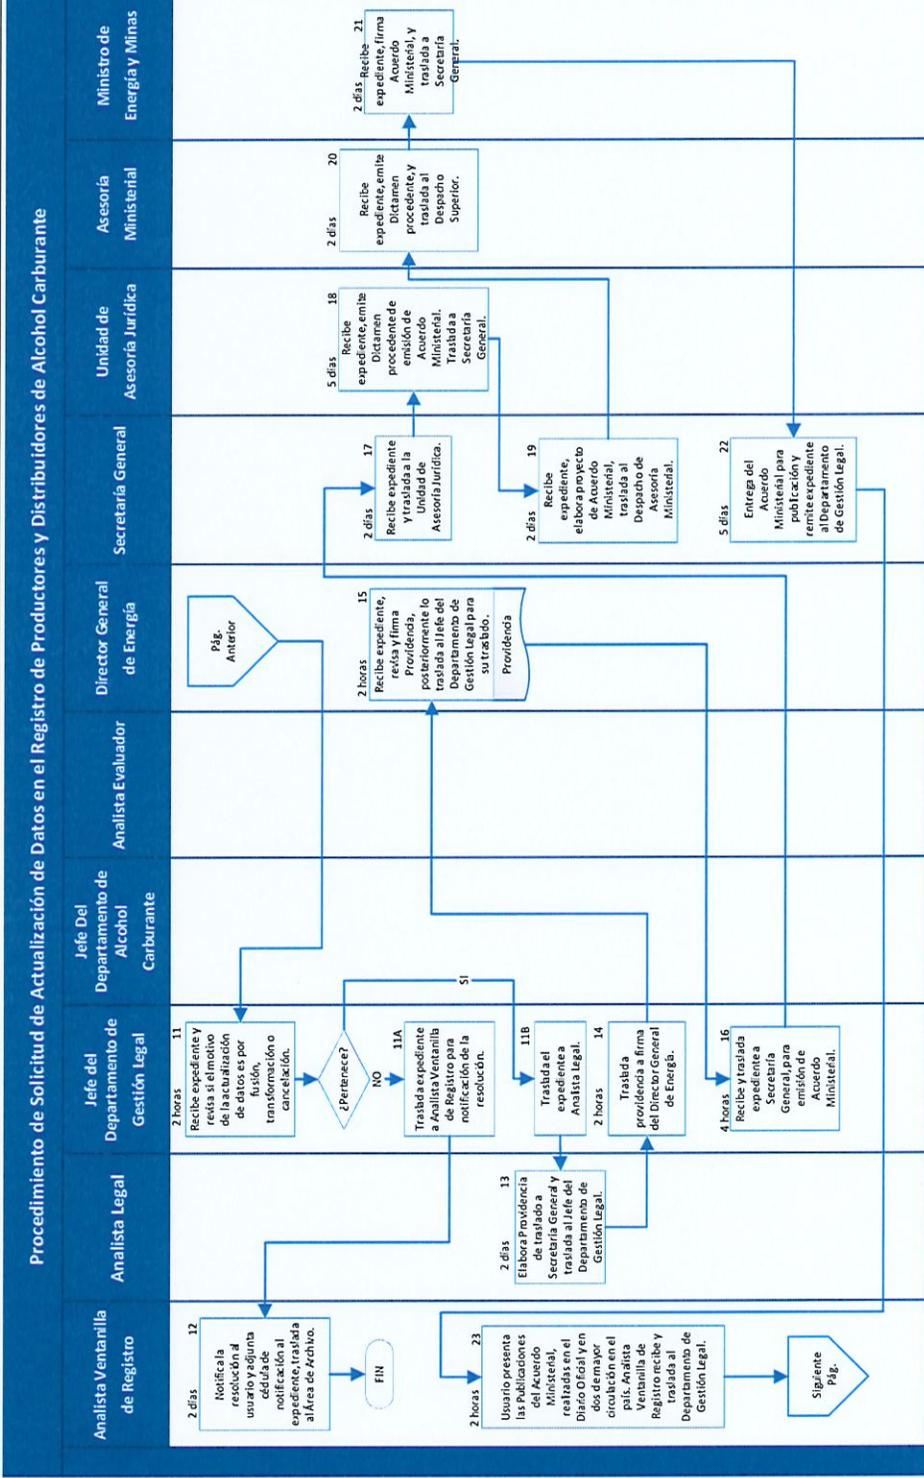 Procedimiento de Solicitud de Actualización de Datos en el Registro de Productores y Distribuidores de Alcohol Carburante
Analista Ventanilla
de Registro
Analista Legal
Jefe del
Departamento de
Gestión Legal
Jefe Del
Departamento de
Alcohol
Carburante
Analista Evaluador
Director General
de Energía
Secretaría General
Unidad de
Asesoría Jurídica
Asesoría
Ministerial
Ministro de
Energía y Minas
Pág.
Anterior
2 horas
11
Recibe expediente y
revisa si el motivo
de la actualización
de datos es por
fusión,
transformación o
cancelación.
¿Pertenece?
NO
SI
11A
Traslada expediente
a Analista Ventanilla
de Registro para
notificación de la
resolución.
2 días
12
Notifica la
resolución al
usuario y adjunta
cédula de
notificación al
expediente, traslada
al Área de Archivo.
FIN
11B
Traslada el
expediente a
Analista Legal.
2 días
13
Elabora Providencia
de traslado a
Secretaría General y
traslada al Jefe del
Departamento de
Gestión Legal.
2 horas
14
Traslada
providencia a firma
del Director General
de Energía.
2 horas
15
Recibe expediente,
revisa y firma
Providencia,
posteriormente lo
traslada al Jefe del
Departamento de
Gestión Legal para
su traslado.
Providencia
4 horas
16
Recibe y traslada
expediente a
Secretaría
General, para
emisión de
Acuerdo
Ministerial.
2 días
17
Recibe expediente
y traslada a la
Unidad de
Asesoría Jurídica.
5 días
18
Recibe
expediente, emite
Dictamen
procedente de
emisión de
Acuerdo
Ministerial.
Traslada a
Secretaría
General.
2 días
19
Recibe
expediente,
elabora proyecto
de Acuerdo
Ministerial,
traslada al
Despacho de
Asesoría
Ministerial.
2 días
20
Recibe
expediente, emite
Dictamen
procedente, y
traslada al
Despacho
Superior.
2 días
21
Recibe
expediente, firma
Acuerdo
Ministerial, y
traslada a
Secretaría
General.
5 días
22
Entrega del
Acuerdo
Ministerial para
publicación y
remite expediente
al Departamento
de Gestión Legal.
2 horas
23
Usuario presenta
las Publicaciones
del Acuerdo
Ministerial,
realizadas en el
Diario Oficial y en
dos de mayor
circulación en el
país. Analista
Ventanilla de
Registro recibe y
traslada al
Departamento de
Gestión Legal.
Siguiente
Pág.